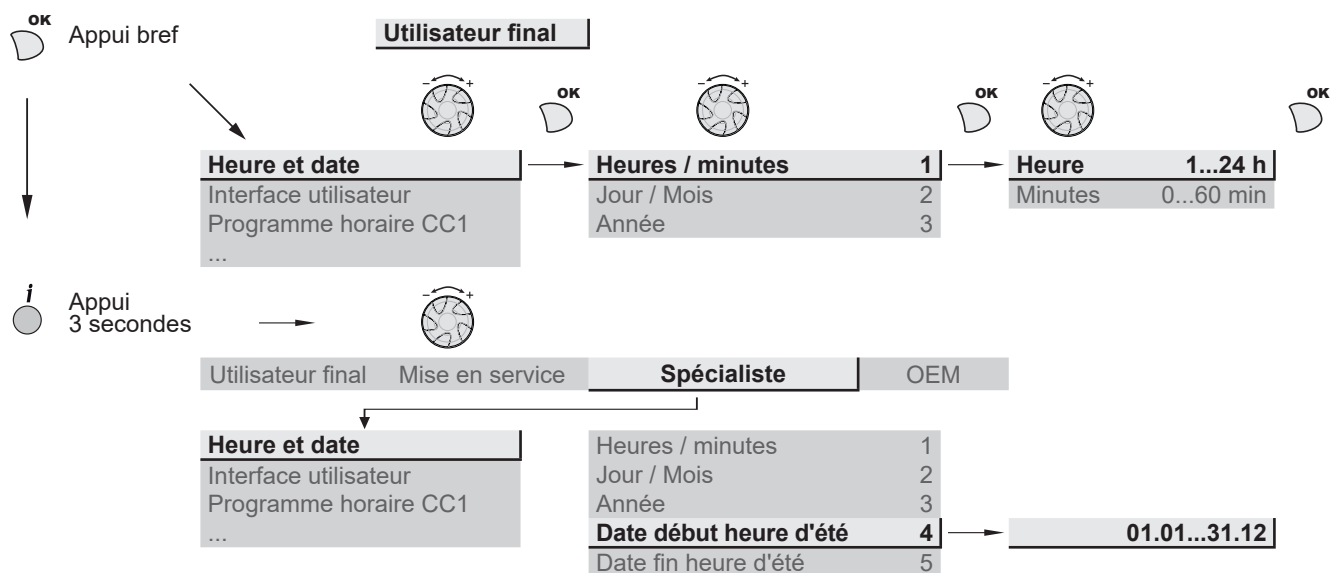 OK
Appui bref
Utilisateur final
- +
OK
- +
OK
- +
OK
Heure et date
Heures / minutes 1
Heure 1...24 h
Interface utilisateur
Jour / Mois 2
Minutes 0...60 min
Programme horaire CC1
Année 3
...
i
Appui
3 secondes
- +
Utilisateur final Mise en service Spécialiste OEM
Heure et date
Heures / minutes 1
Interface utilisateur
Jour / Mois 2
Programme horaire CC1
Année 3
...
Date début heure d'été 4
01.01...31.12
Date fin heure d'été 5